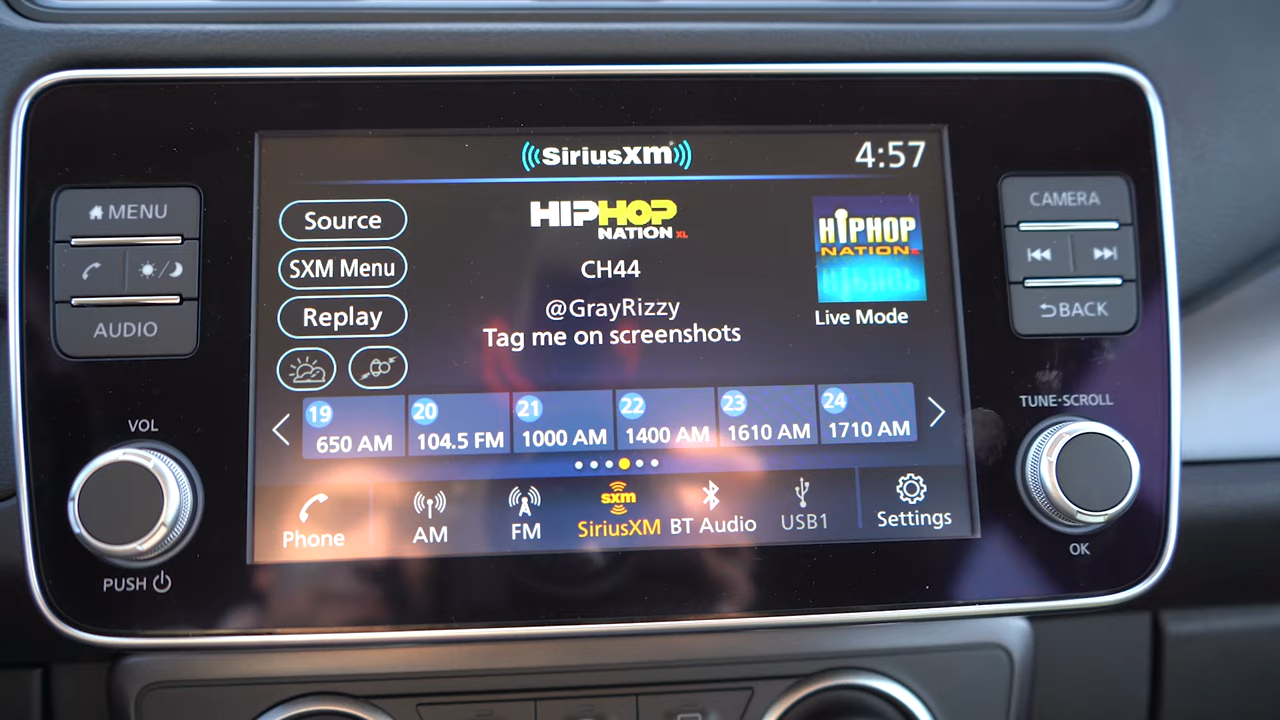 SiriusXM
4:57
MENU
AUDIO
VOL
PUSH
Source
SXM Menu
Replay
HIPHOP
NATION XL
CH44
@GrayRizzy
Tag me on screenshots
HIPHOP
NATION
Live Mode
19
650 AM
20
104.5 FM
21
1000 AM
22
1400 AM
23
1610 AM
24
1710 AM
Phone
AM
FM
sxm
SiriusXM
BT Audio
USB1
Settings
CAMERA
BACK
TUNE·SCROLL
OK